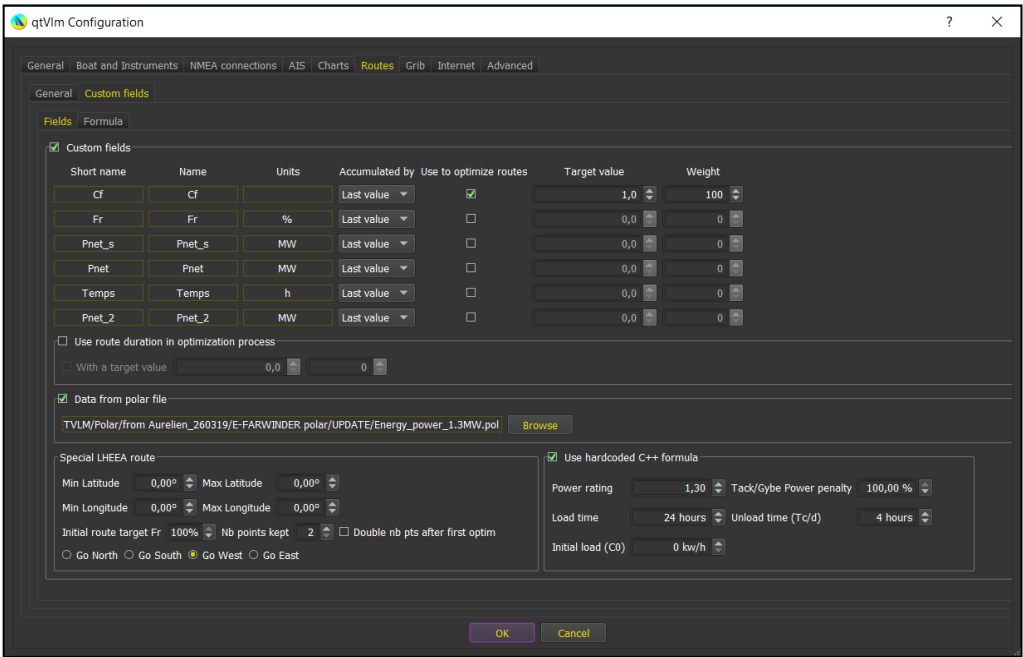 qtVlm Configuration ?
General Boat and Instruments NMEA connections AIS Charts Routes Grib Internet Advanced
General Custom fields
Fields Formula
Custom fields
Short name Name Units Accumulated by Use to optimize routes Target value Weight
Cf Cf Last value 1,0 100
Fr Fr % Last value 0,0 0
Pnet_s Pnet_s MW Last value 0,0 0
Pnet Pnet MW Last value 0,0 0
Temps Temps h Last value 0,0 0
Pnet_2 Pnet_2 MW Last value 0,0 0
Use route duration in optimization process
With a target value 0,0 0
Data from polar file
TVLM/Polar/from Aurelien_260319/E-FARWINDER polar/UPDATE/Energy_power_1.3MW.pol Browse
Special LHEEA route
Min Latitude 0,00º Max Latitude 0,00º
Min Longitude 0,00º Max Longitude 0,00º
Initial route target Fr 100% Nb points kept 2 Double nb pts after first optim
Go North Go South Go West Go East
Use hardcoded C++ formula
Power rating 1,30 Tack/Gybe Power penalty 100,00 %
Load time 24 hours Unload time (Tc/d) 4 hours
Initial load (C0) 0 kw/h
OK Cancel